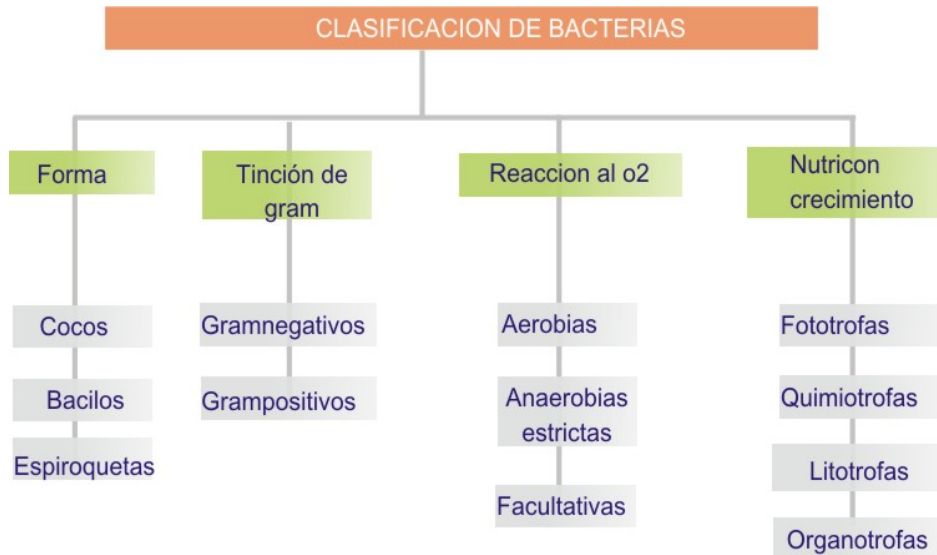 CLASIFICACION DE BACTERIAS
Forma
Cocos
Bacilos
Espiroquetas
Tinción de
gram
Gramnegativos
Grampositivos
Reaccion al o2
Aerobias
Anaerobias
estrictas
Facultativas
Nutricon
crecimiento
Fototrofas
Quimiotrofas
Litotrofas
Organotrofas